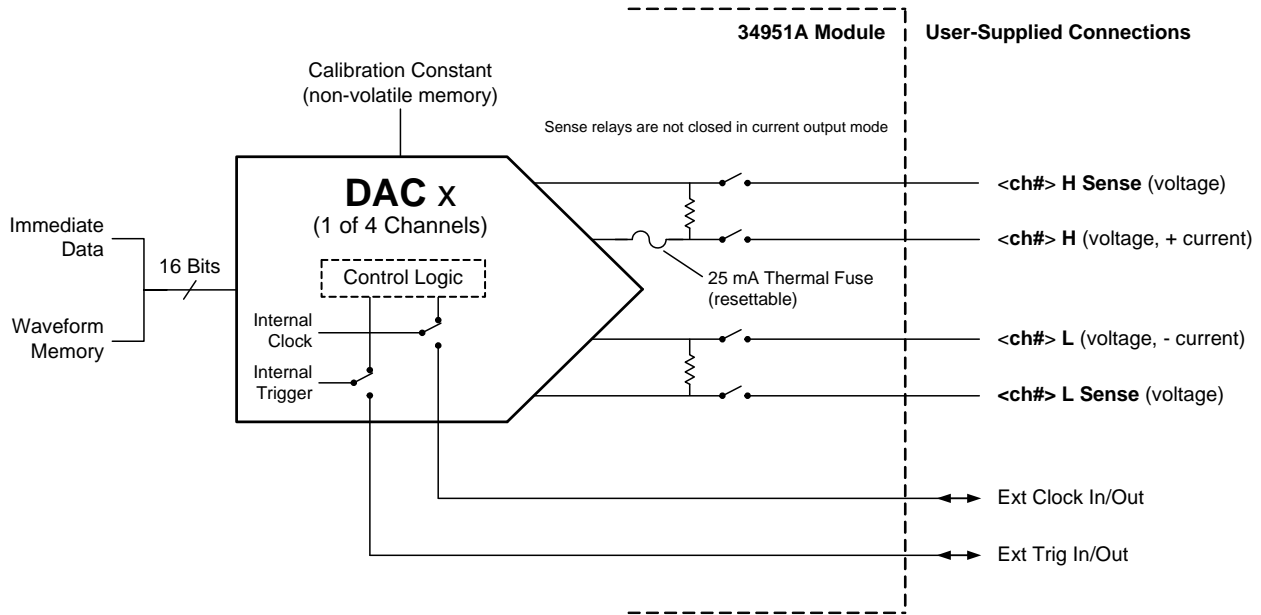 34951A Module
User-Supplied Connections
Calibration Constant
(non-volatile memory)
Sense relays are not closed in current output mode
DAC x
(1 of 4 Channels)
<ch#> H Sense (voltage)
Immediate
Data
<ch#> H (voltage, + current)
16 Bits
Control Logic
25 mA Thermal Fuse
(resettable)
Waveform
Memory
Internal
Clock
<ch#> L (voltage, - current)
Internal
Trigger
<ch#> L Sense (voltage)
Ext Clock In/Out
Ext Trig In/Out